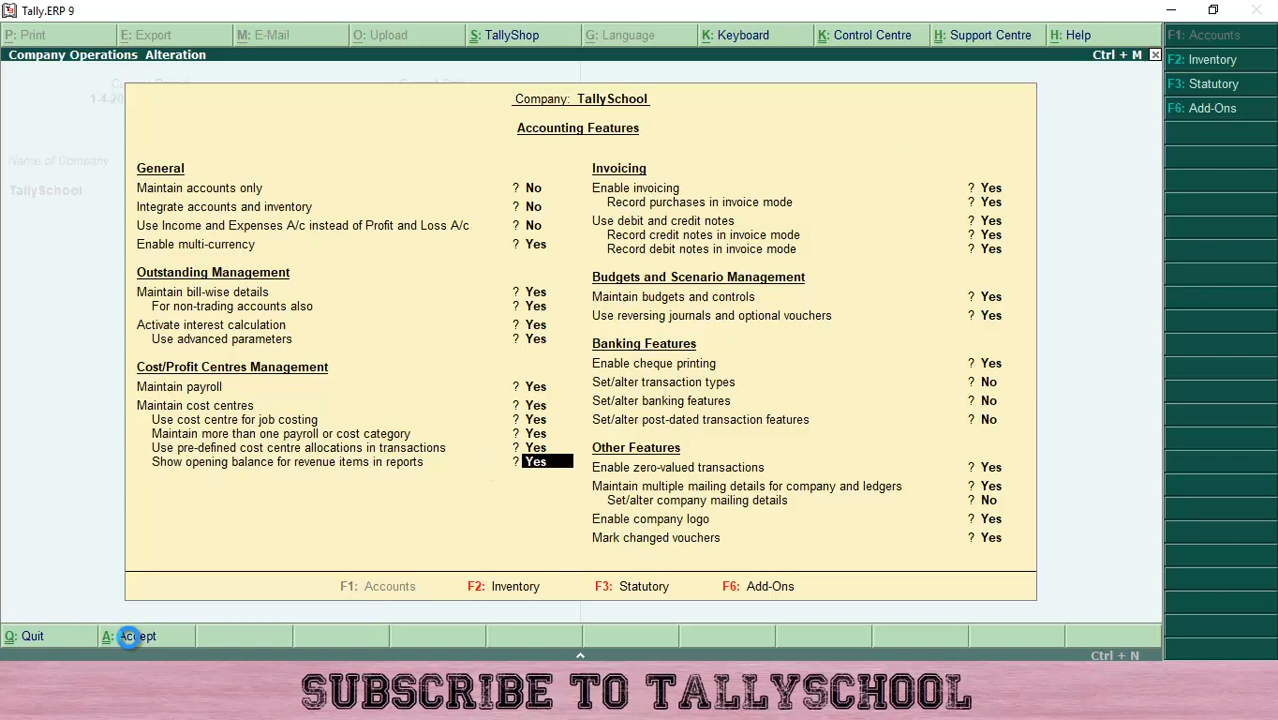 Tally.ERP 9
P: Print E: Export M: E-Mail O: Upload S: TallyShop G: Language K: Keyboard K: Control Centre H: Support Centre H: Help
Company Operations Alteration Ctrl + M
F1: Accounts
F2: Inventory
F3: Statutory
F6: Add-Ons
1-4-20
Name of Company
TallySchool
Company: TallySchool
Accounting Features
General
Maintain accounts only ? No
Integrate accounts and inventory ? No
Use Income and Expenses A/c instead of Profit and Loss A/c ? No
Enable multi-currency ? Yes
Outstanding Management
Maintain bill-wise details ? Yes
For non-trading accounts also ? Yes
Activate interest calculation ? Yes
Use advanced parameters ? Yes
Cost/Profit Centres Management
Maintain payroll ? Yes
Maintain cost centres ? Yes
Use cost centre for job costing ? Yes
Maintain more than one payroll or cost category ? Yes
Use pre-defined cost centre allocations in transactions ? Yes
Show opening balance for revenue items in reports ? Yes
Invoicing
Enable invoicing ? Yes
Record purchases in invoice mode ? Yes
Use debit and credit notes ? Yes
Record credit notes in invoice mode ? Yes
Record debit notes in invoice mode ? Yes
Budgets and Scenario Management
Maintain budgets and controls ? Yes
Use reversing journals and optional vouchers ? Yes
Banking Features
Enable cheque printing ? Yes
Set/alter transaction types ? No
Set/alter banking features ? No
Set/alter post-dated transaction features ? No
Other Features
Enable zero-valued transactions ? Yes
Maintain multiple mailing details for company and ledgers ? Yes
Set/alter company mailing details ? No
Enable company logo ? Yes
Mark changed vouchers ? Yes
F1: Accounts F2: Inventory F3: Statutory F6: Add-Ons
Q: Quit A: Accept
Ctrl + N
SUBSCRIBE TO TALLYSCHOOL